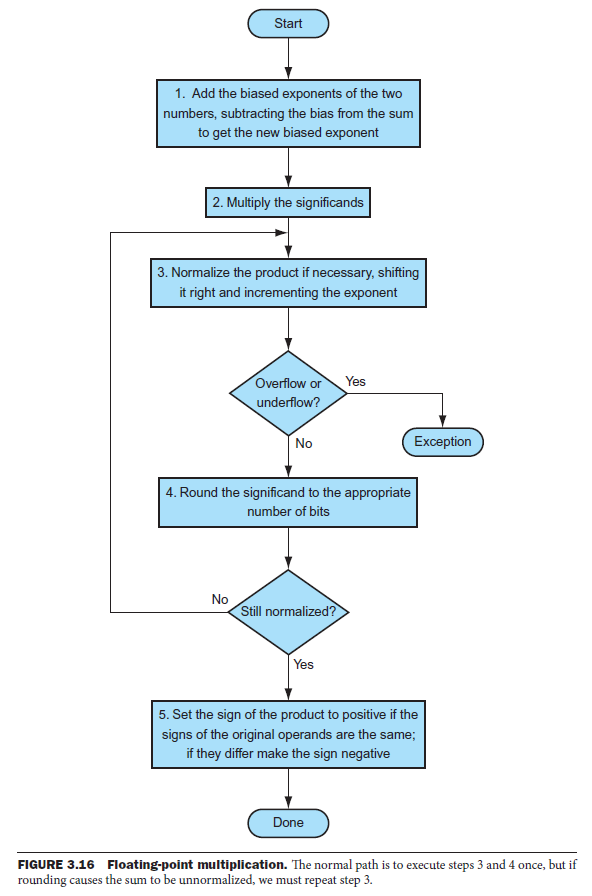 Start
1. Add the biased exponents of the two
numbers, subtracting the bias from the sum
to get the new biased exponent
2. Multiply the significands
3. Normalize the product if necessary, shifting
it right and incrementing the exponent
Overflow or
underflow?
Yes
No
Exception
4. Round the significand to the appropriate
number of bits
No
Still normalized?
Yes
5. Set the sign of the product to positive if the
signs of the original operands are the same;
if they differ make the sign negative
Done
FIGURE 3.16 Floating-point multiplication. The normal path is to execute steps 3 and 4 once, but if
rounding causes the sum to be unnormalized, we must repeat step 3.